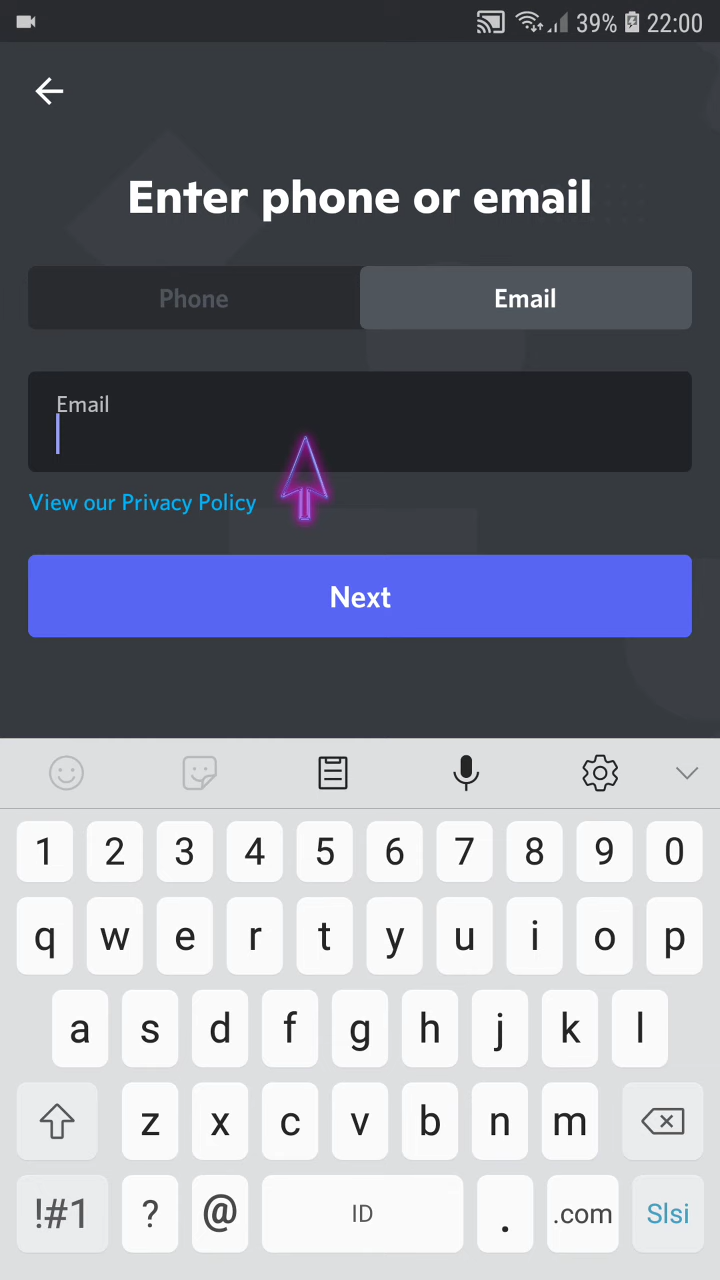 39% 22:00
Enter phone or email
Phone Email
Email
View our Privacy Policy
Next
1 2 3 4 5 6 7 8 9 0
q w e r t y u i o p
a s d f g h j k l
z x c v b n m
!#1 ? @ ID . .com Slsi